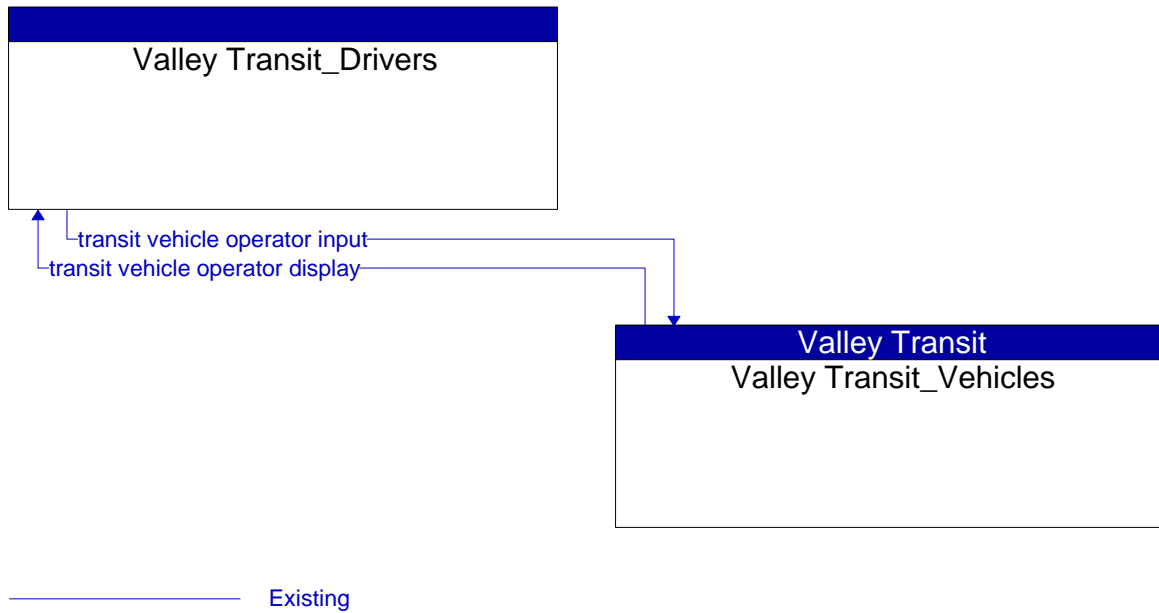 Valley Transit_Drivers
transit vehicle operator input
transit vehicle operator display
Valley Transit
Valley Transit_Vehicles
Existing